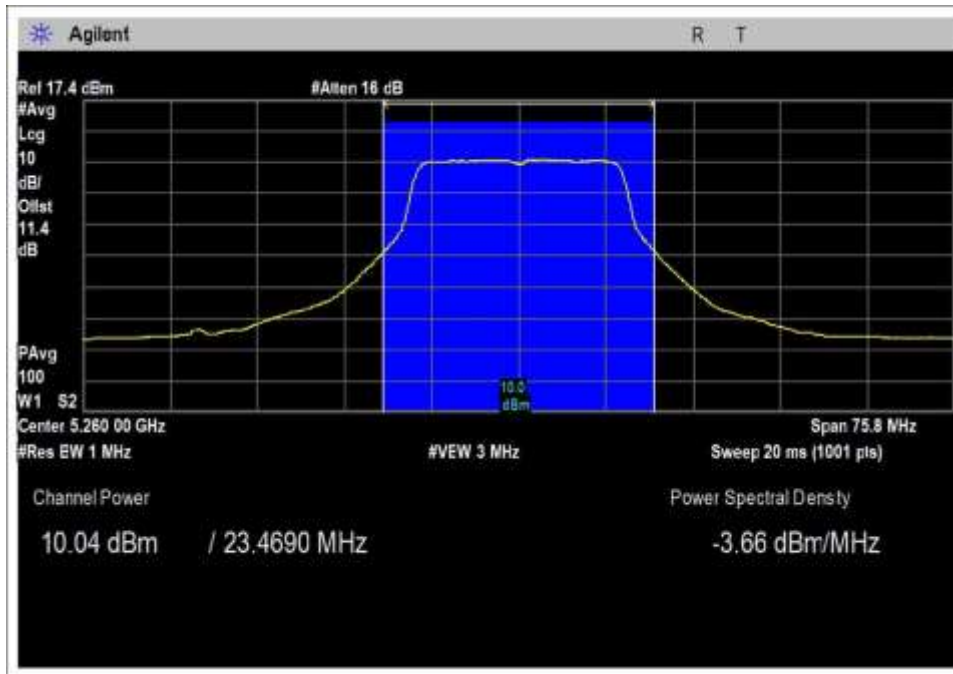 Agilent
R T
Ref 17.4 dBm #Atten 16 dB
#Avg
Log
10
dB/
Offst
11.4
dB
PAvg
100
10.0
dBm
W1 S2
Center 5.260 00 GHz Span 75.8 MHz
#Res BW 1 MHz #VBW 3 MHz Sweep 20 ms (1001 pts)
Channel Power Power Spectral Density
10.04 dBm / 23.4690 MHz -3.66 dBm/MHz